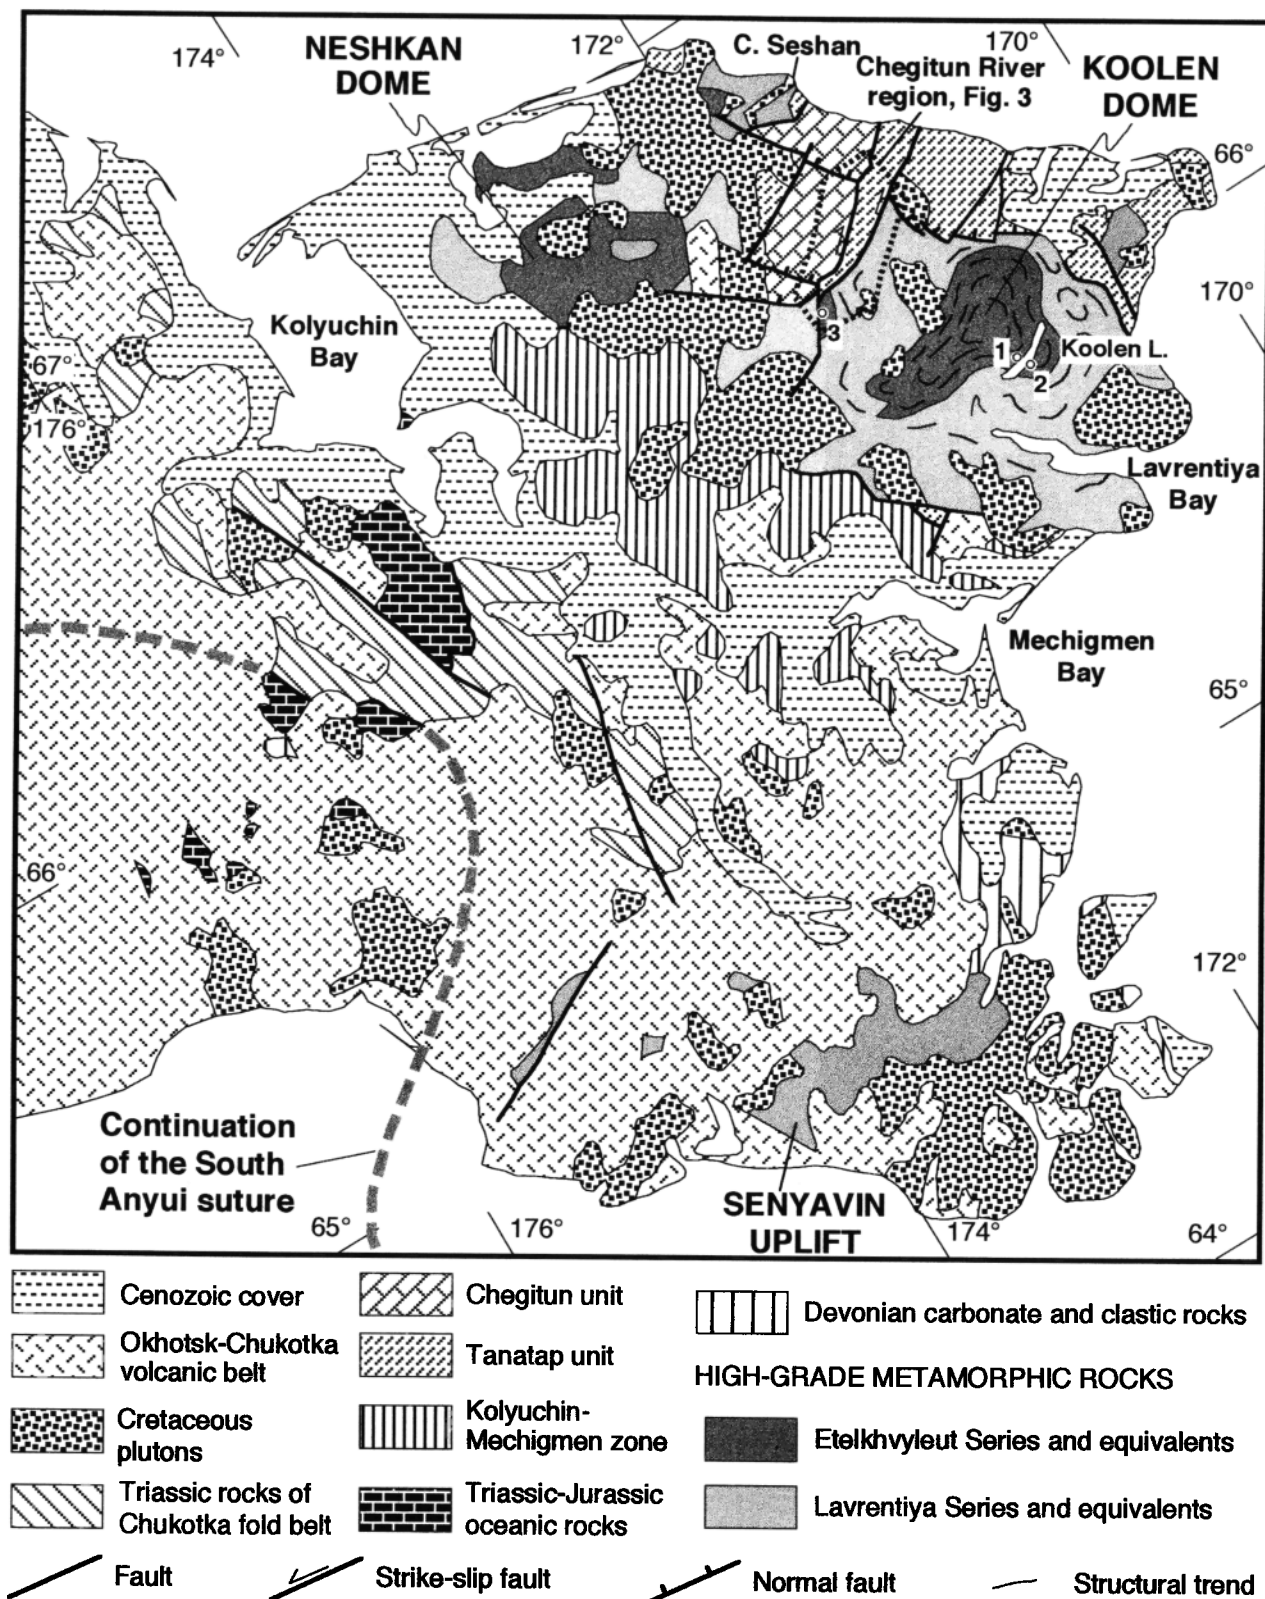 174°
NESHKAN
DOME
172°
C. Seshan
Chegitun River
region, Fig. 3
170°
KOOLEN
DOME
66°
170°
Kolyuchin
Bay
67°
176°
3
1
2
Koolen L.
Lavrentiya
Bay
Mechigmen
Bay
65°
66°
172°
Continuation
of the South
Anyui suture
65°
176°
SENYAVIN
UPLIFT
174°
64°
Cenozoic cover
Okhotsk-Chukotka
volcanic belt
Cretaceous
plutons
Triassic rocks of
Chukotka fold belt
Chegitun unit
Tanatap unit
Kolyuchin-
Mechigmen zone
Triassic-Jurassic
oceanic rocks
Devonian carbonate and clastic rocks
HIGH-GRADE METAMORPHIC ROCKS
Etelkhvyleut Series and equivalents
Lavrentiya Series and equivalents
Fault
Strike-slip fault
Normal fault
Structural trend